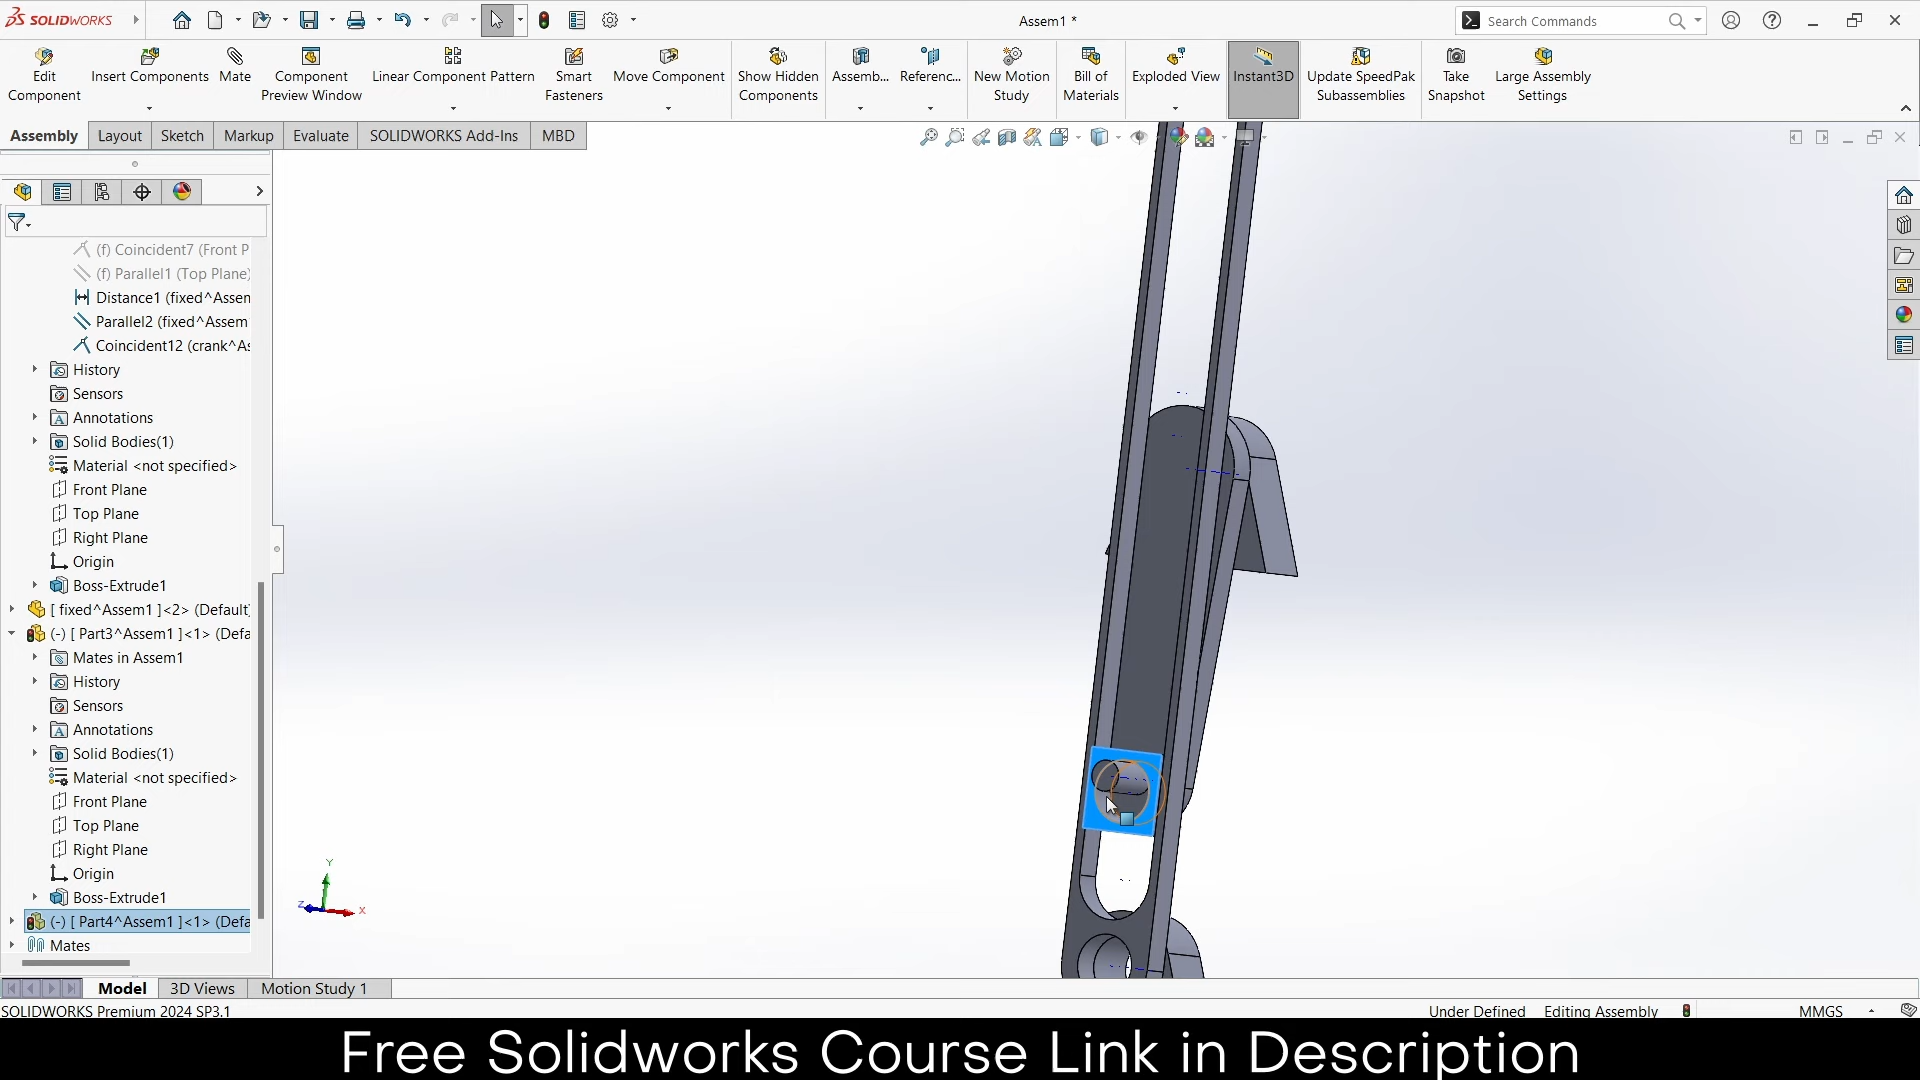 SOLIDWORKS
Assem1 *
Search Commands
Edit Component
Insert Components
Mate
Component Preview Window
Linear Component Pattern
Smart Fasteners
Move Component
Show Hidden Components
Assemb...
Referenc...
New Motion Study
Bill of Materials
Exploded View
Instant3D
Update SpeedPak Subassemblies
Take Snapshot
Large Assembly Settings
Assembly
Layout
Sketch
Markup
Evaluate
SOLIDWORKS Add-Ins
MBD
(f) Coincident7 (Front P
(f) Parallel1 (Top Plane)
Distance1 (fixed^Assem
Parallel2 (fixed^Assem
Coincident12 (crank^As
History
Sensors
Annotations
Solid Bodies(1)
Material <not specified>
Front Plane
Top Plane
Right Plane
Origin
Boss-Extrude1
[ fixed^Assem1 ]<2> (Default)
(-) [ Part3^Assem1 ]<1> (Defa
Mates in Assem1
History
Sensors
Annotations
Solid Bodies(1)
Material <not specified>
Front Plane
Top Plane
Right Plane
Origin
Boss-Extrude1
(-) [ Part4^Assem1 ]<1> (Defa
Mates
Y
Z
X
Model
3D Views
Motion Study 1
SOLIDWORKS Premium 2024 SP3.1
Under Defined
Editing Assembly
MMGS
Free Solidworks Course Link in Description